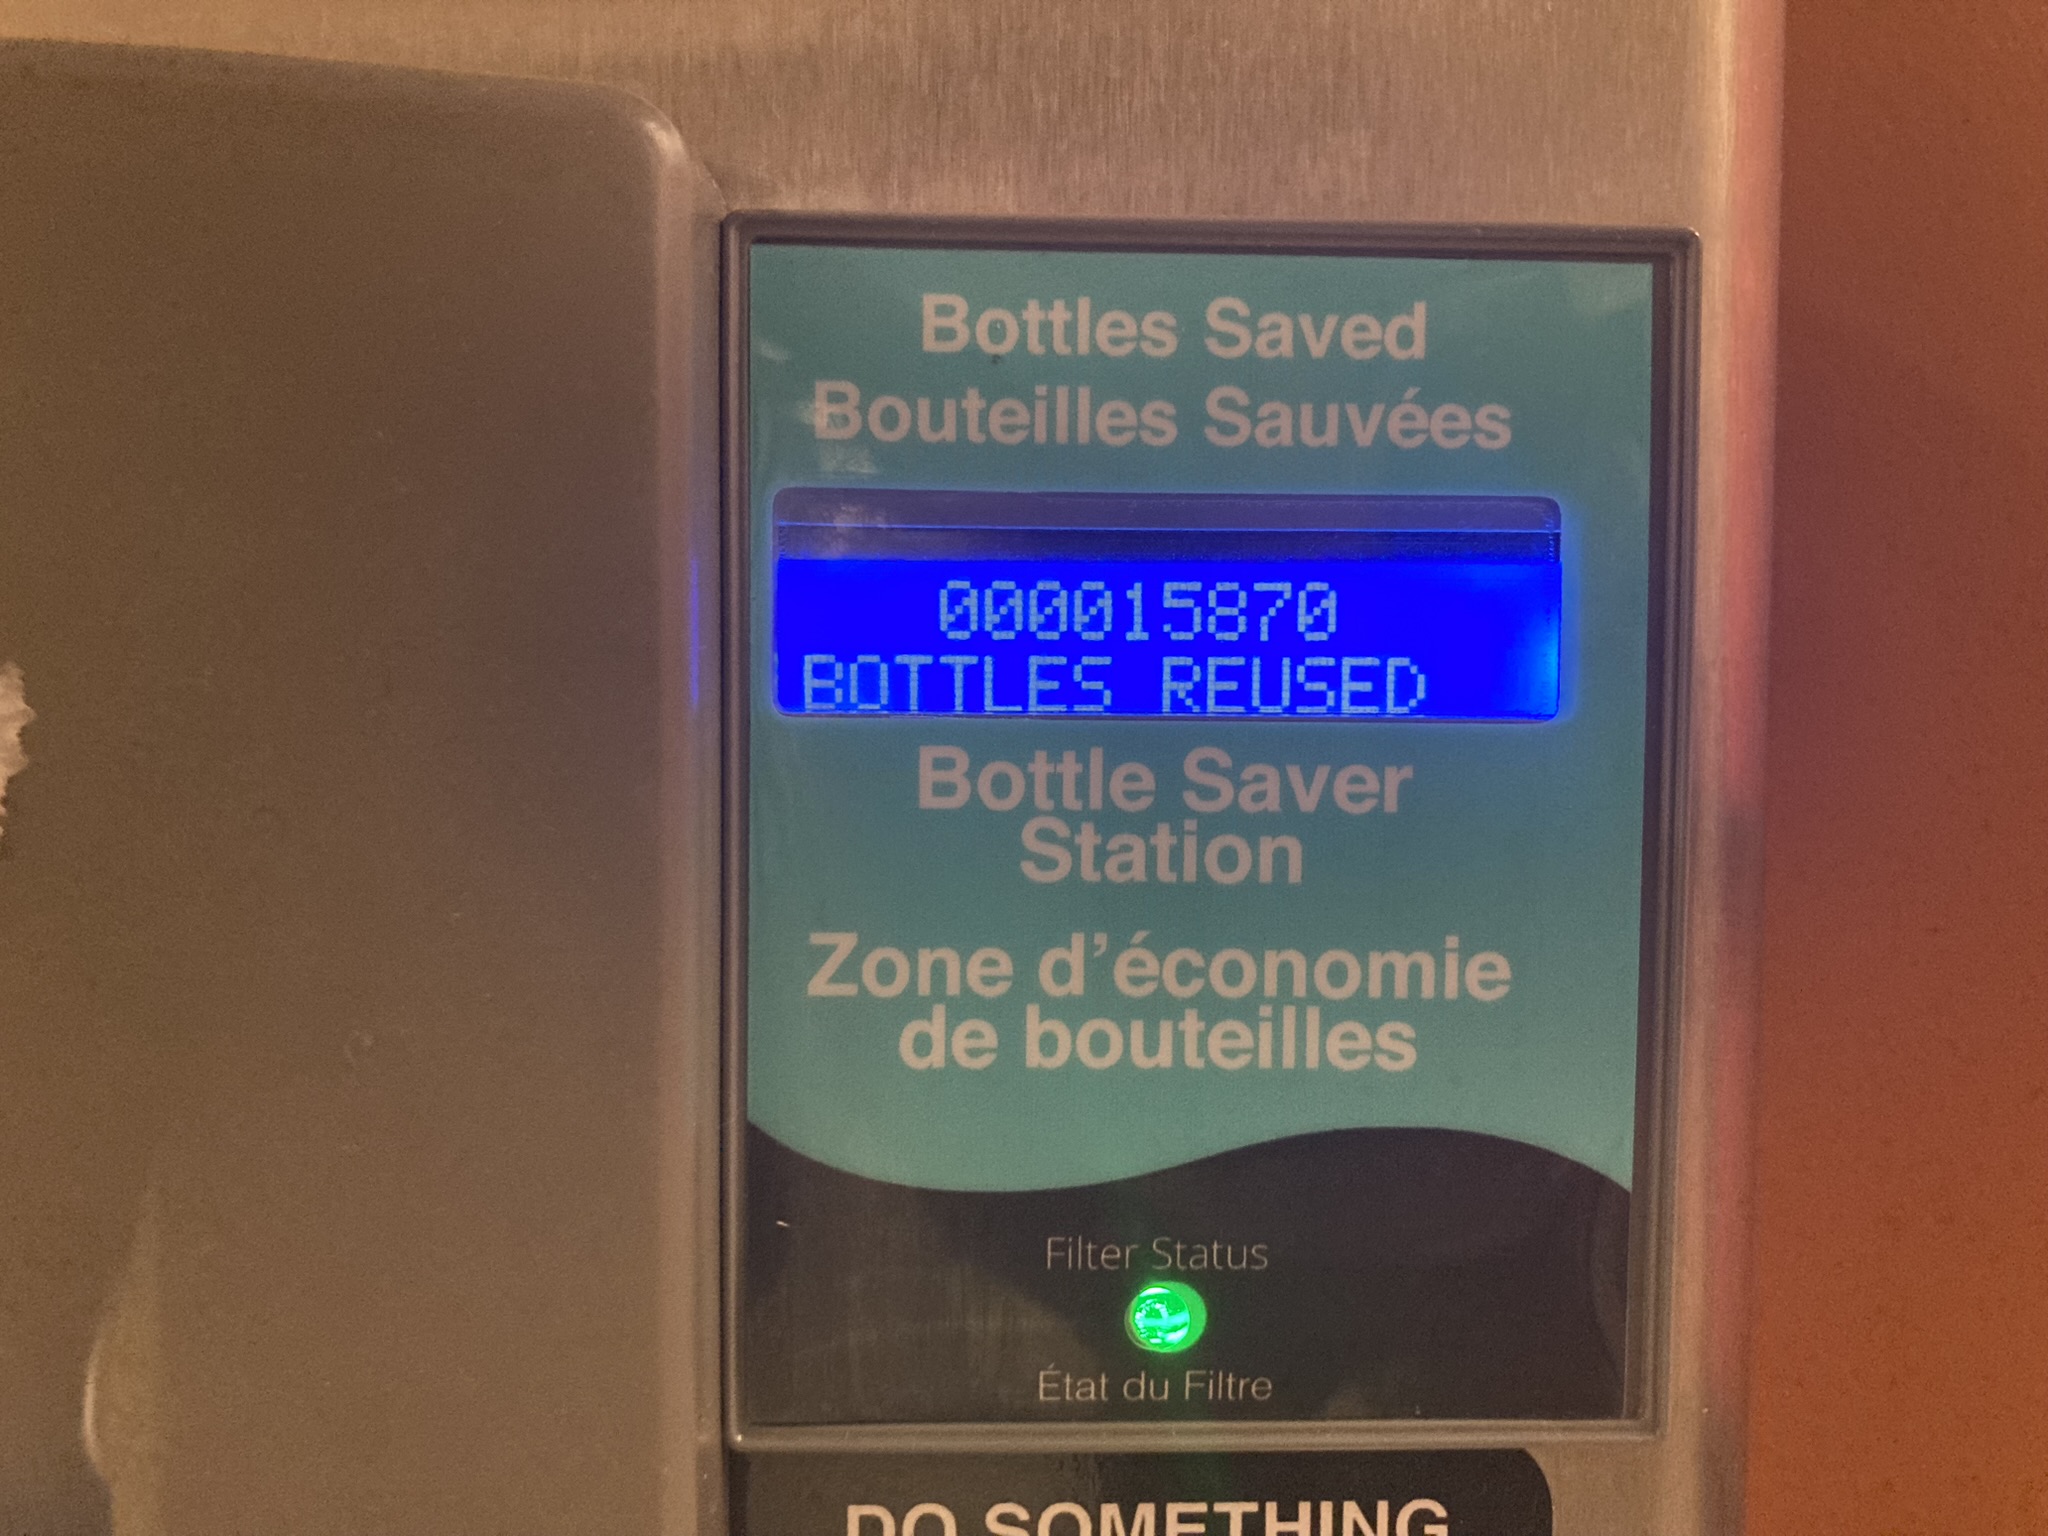 Bottles Saved
Bouteilles Sauvées
000015870
BOTTLES REUSED
Bottle Saver
Station
Zone d'économie
de bouteilles
Filter Status
État du Filtre
DO SOMETHING